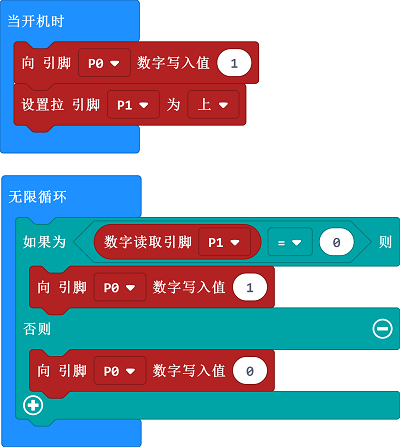 当开机时
向 引脚 P0 数字写入值 1
设置拉 引脚 P1 为 上
无限循环
如果为 数字读取引脚 P1 = 0 则
向 引脚 P0 数字写入值 1
否则
向 引脚 P0 数字写入值 0